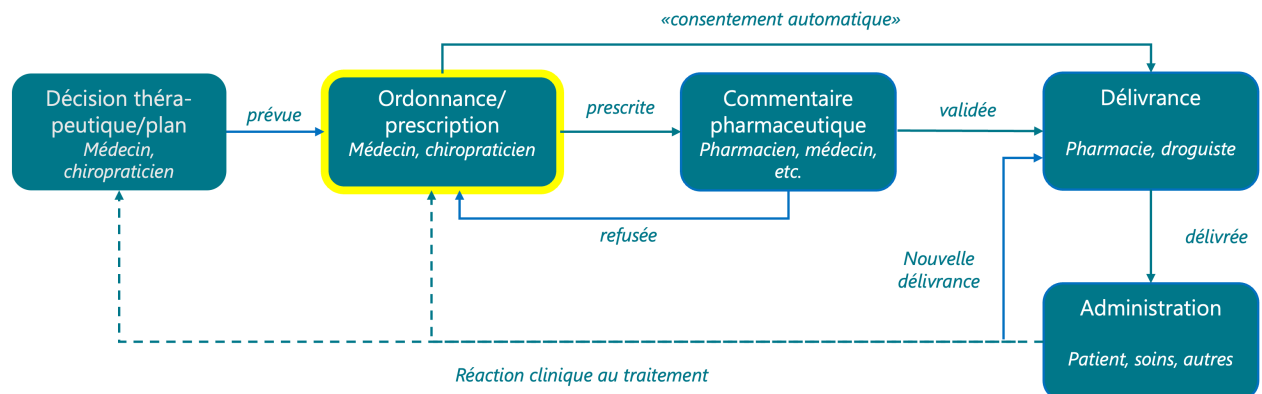 «consentement automatique»
Décision théra-
peutique/plan
Médecin,
chiropraticien
prévue
Ordonnance/
prescription
Médecin, chiropraticien
prescrite
Commentaire
pharmaceutique
Pharmacien, médecin,
etc.
validée
Délivrance
Pharmacie, droguiste
refusée
Nouvelle
délivrance
délivrée
Administration
Patient, soins, autres
Réaction clinique au traitement